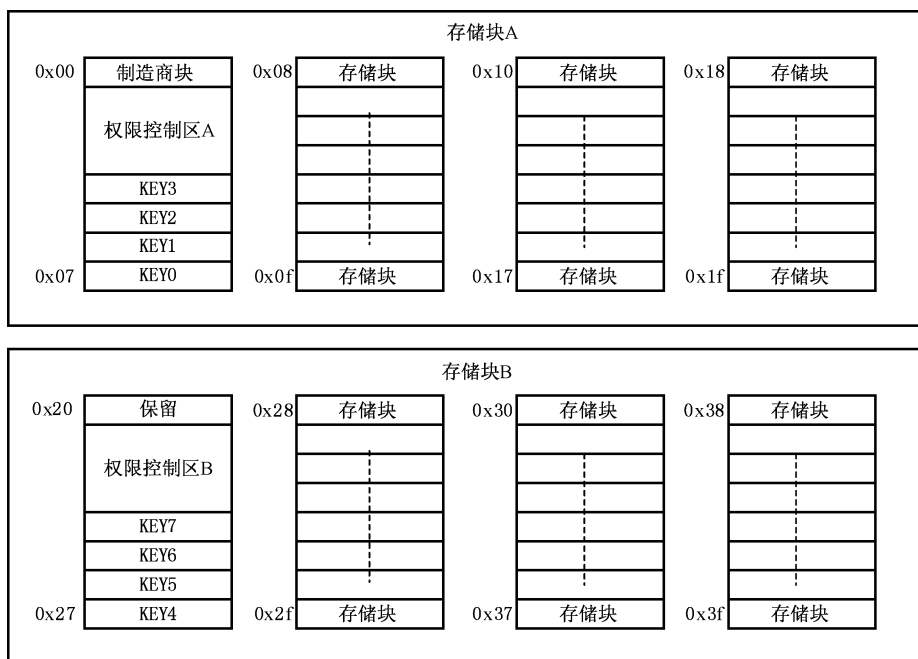 存储块A
0x00 制造商块 0x08 存储块 0x10 存储块 0x18 存储块
权限控制区A
KEY3
KEY2
KEY1
0x07 KEY0 0x0f 存储块 0x17 存储块 0x1f 存储块
存储块B
0x20 保留 0x28 存储块 0x30 存储块 0x38 存储块
权限控制区B
KEY7
KEY6
KEY5
0x27 KEY4 0x2f 存储块 0x37 存储块 0x3f 存储块